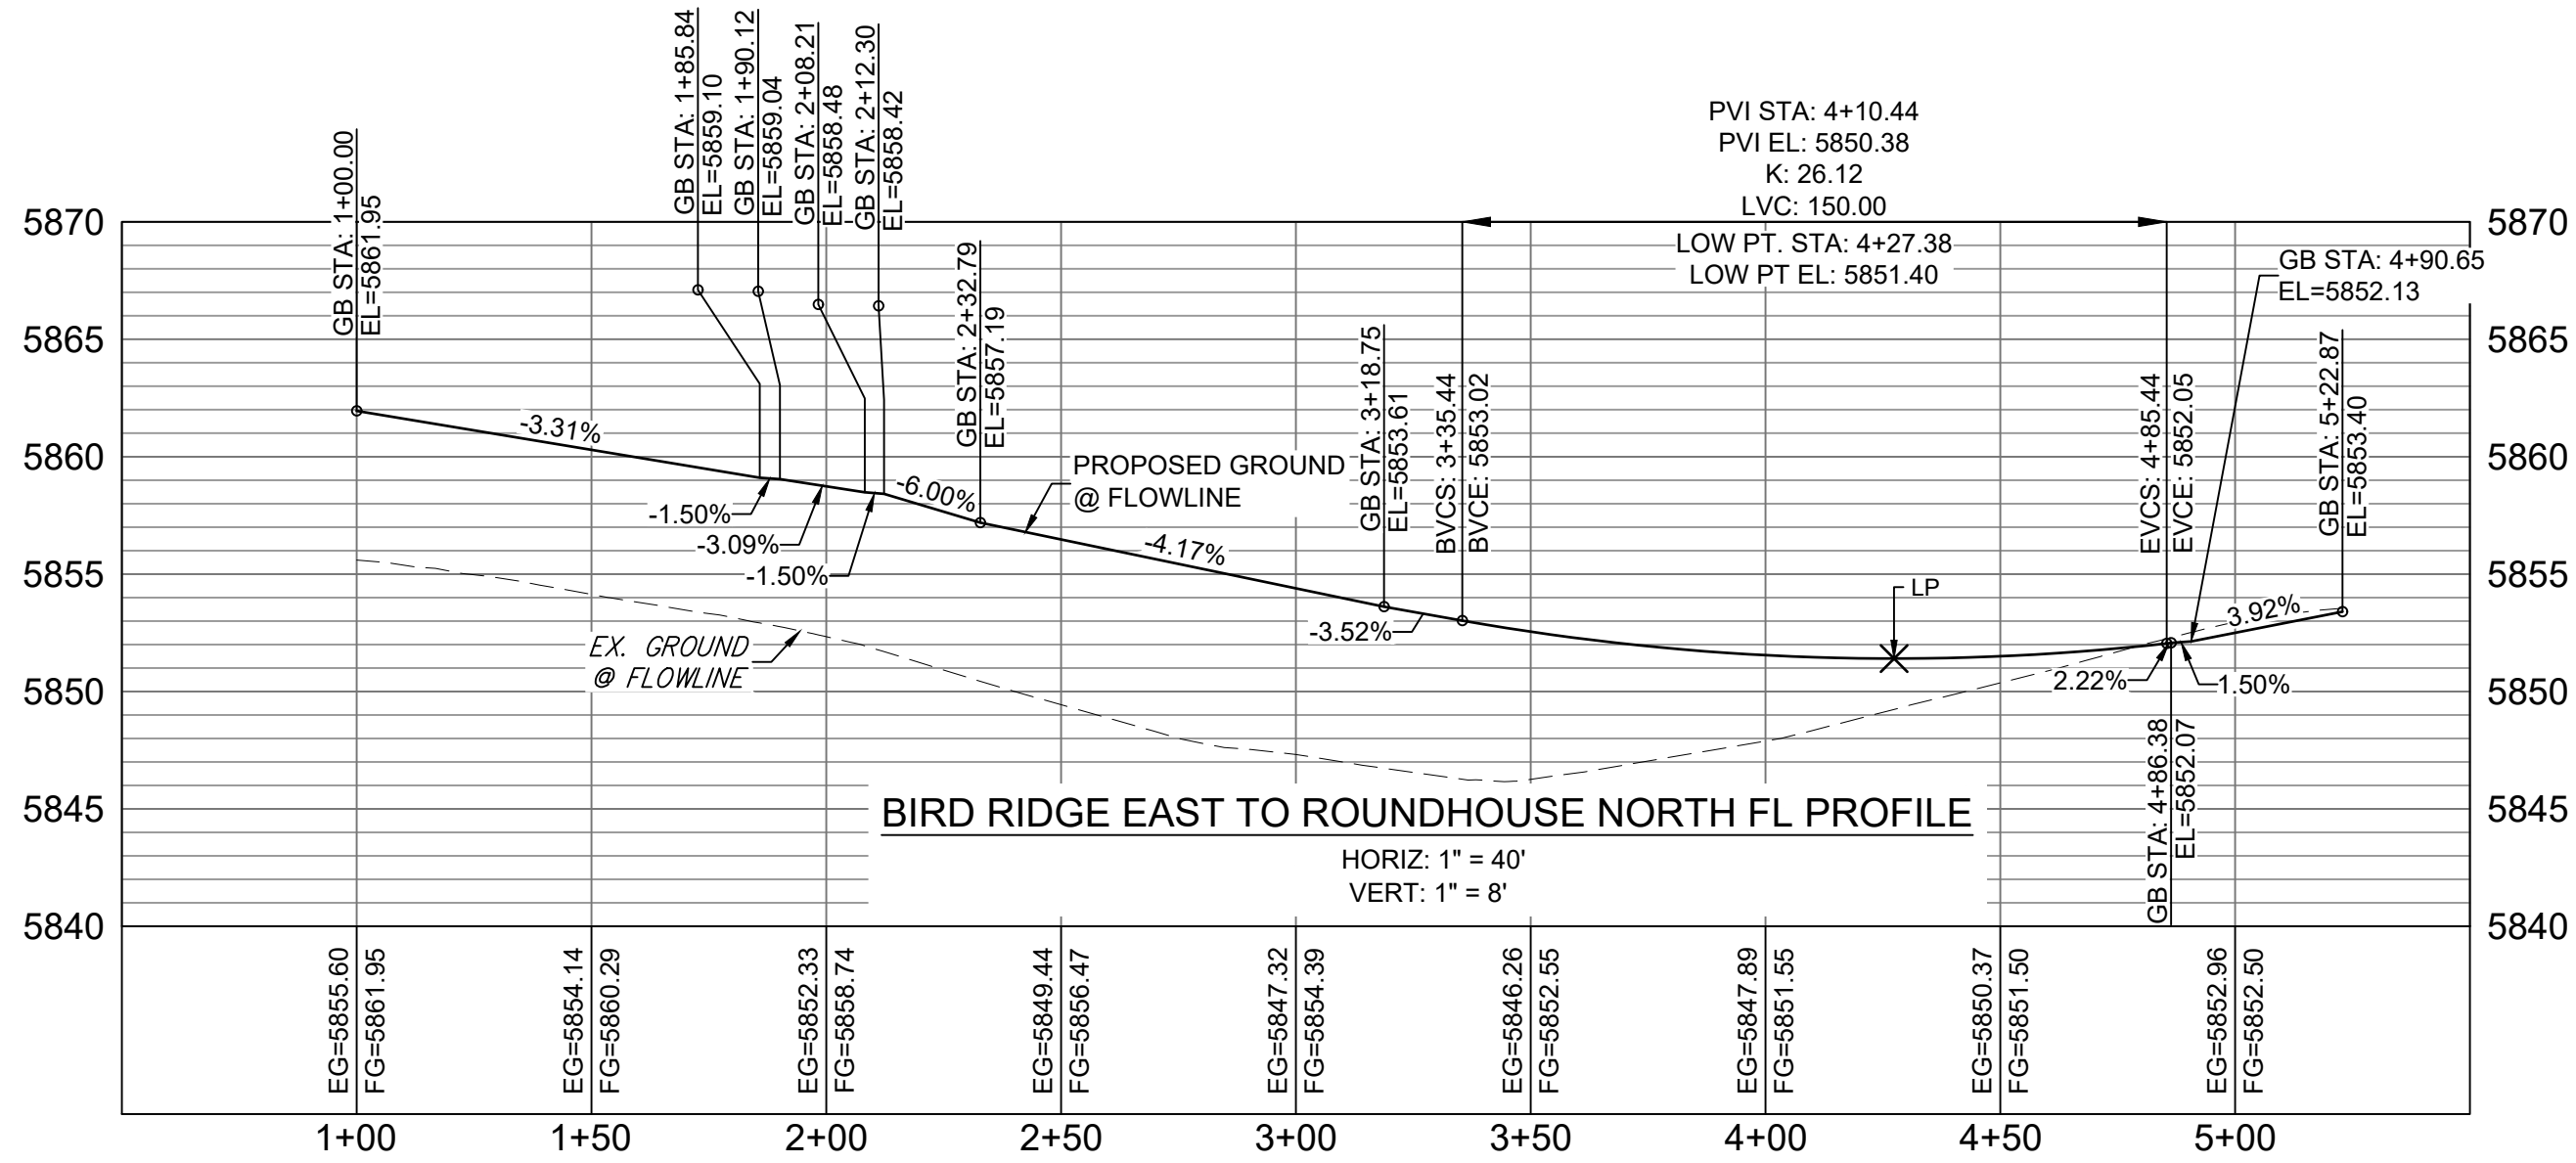 GB STA: 1+00.00
EL=5861.95
GB STA: 1+85.84
EL=5859.10
GB STA: 1+90.12
EL=5859.04
GB STA: 2+08.21
EL=5858.48
GB STA: 2+12.30
EL=5858.42
GB STA: 2+32.79
EL=5857.19
GB STA: 3+18.75
EL=5853.61
PVI STA: 4+10.44
PVI EL: 5850.38
K: 26.12
LVC: 150.00
LOW PT. STA: 4+27.38
LOW PT EL: 5851.40
BVCS: 3+35.44
BVCE: 5853.02
EVCS: 4+85.44
EVCE: 5852.05
GB STA: 4+90.65
EL=5852.13
GB STA: 5+22.87
EL=5853.40
GB STA: 4+86.38
EL=5852.07
5870
5865
5860
5855
5850
5845
5840
5870
5865
5860
5855
5850
5845
5840
-3.31%
-1.50%
-3.09%
-1.50%
-6.00%
PROPOSED GROUND
@ FLOWLINE
-4.17%
-3.52%
LP
2.22%
1.50%
3.92%
EX. GROUND
@ FLOWLINE
BIRD RIDGE EAST TO ROUNDHOUSE NORTH FL PROFILE
HORIZ: 1" = 40'
VERT: 1" = 8'
EG=5855.60
FG=5861.95
EG=5854.14
FG=5860.29
EG=5852.33
FG=5858.74
EG=5849.44
FG=5856.47
EG=5847.32
FG=5854.39
EG=5846.26
FG=5852.55
EG=5847.89
FG=5851.55
EG=5850.37
FG=5851.50
EG=5852.96
FG=5852.50
1+00
1+50
2+00
2+50
3+00
3+50
4+00
4+50
5+00